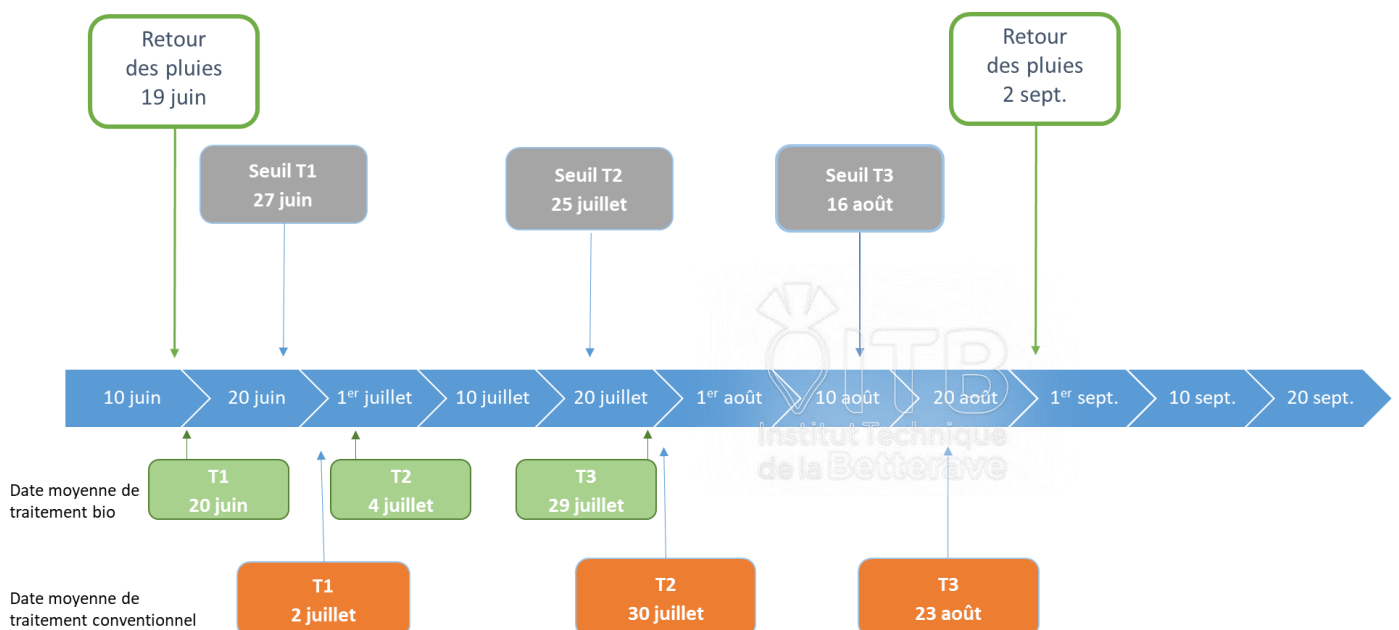 Retour
des pluies
19 juin
Retour
des pluies
2 sept.
Seuil T1
27 juin
Seuil T2
25 juillet
Seuil T3
16 août
10 juin
20 juin
1er juillet
10 juillet
20 juillet
1er août
10 août
20 août
1er sept.
10 sept.
20 sept.
ITB
Institut Technique
de la Betterave
Date moyenne de
traitement bio
T1
20 juin
T2
4 juillet
T3
29 juillet
Date moyenne de
traitement conventionnel
T1
2 juillet
T2
30 juillet
T3
23 août